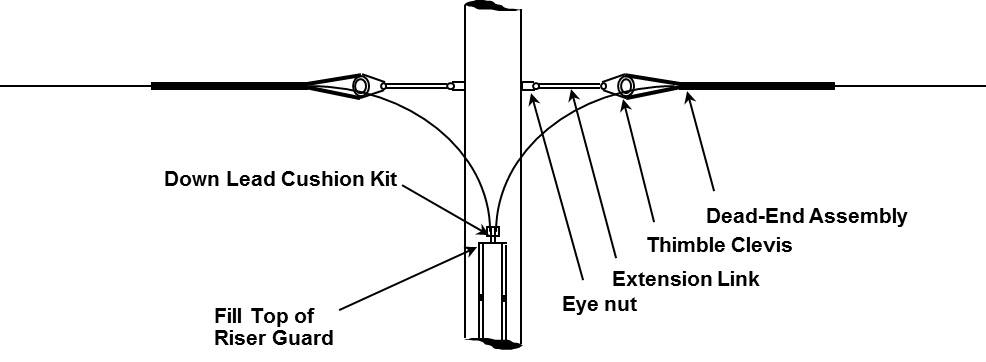 Down Lead Cushion Kit
Dead-End Assembly
Thimble Clevis
Extension Link
Eye nut
Fill Top of
Riser Guard